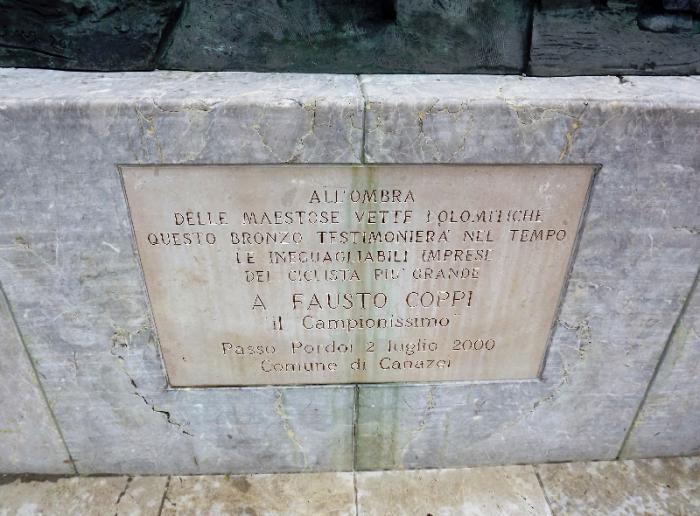 ALL'OMBRA
DELLE MAESTOSE VETTE DOLOMITICHE
QUESTO BRONZO TESTIMONIERA' NEL TEMPO
LE INEGUAGLIABILI IMPRESE
DEL CICLISTA PIU' GRANDE
A FAUSTO COPPI
"il Campionissimo"
Passo Pordoi 2 luglio 2000
Comune di Canazei